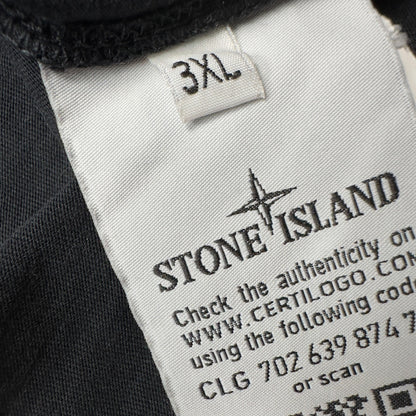 3XL
STONE ISLAND
Check the authenticity on
WWW.CERTILOGO.COM
using the following code
CLG 702 639 874 7
or scan